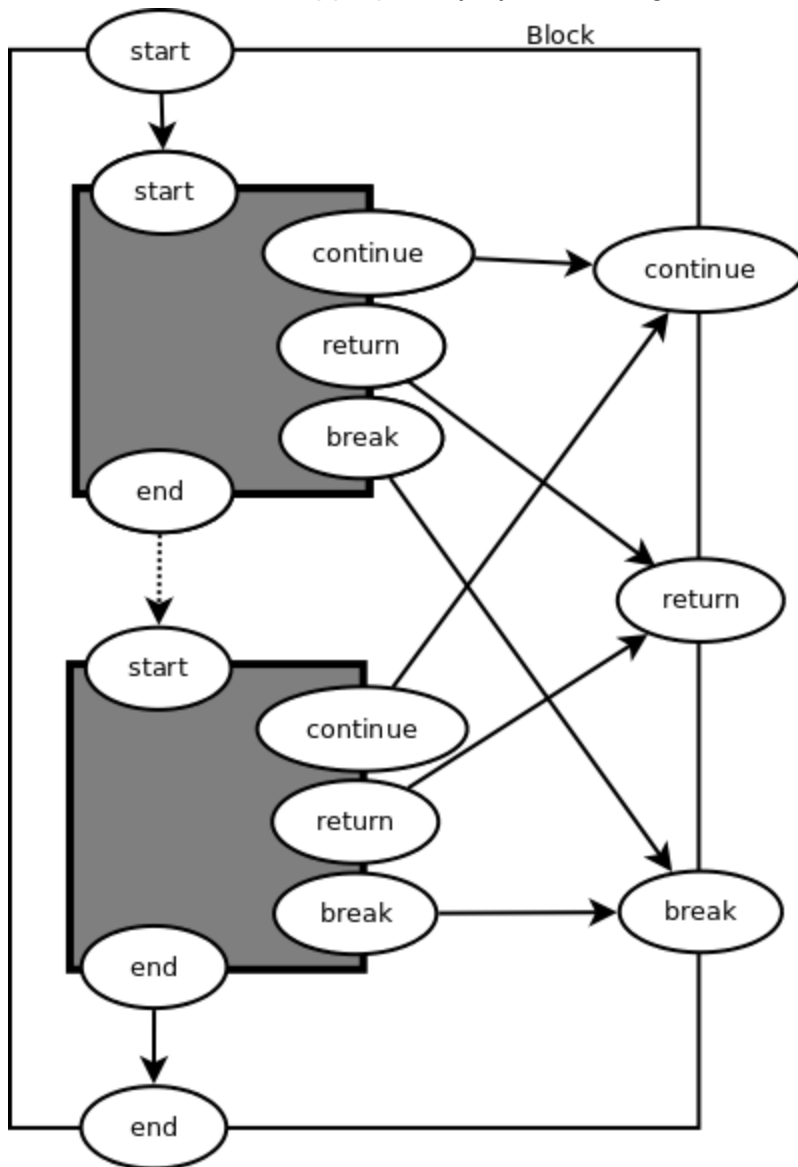 Block
start
start
continue
continue
return
break
end
return
start
continue
return
break
break
end
end